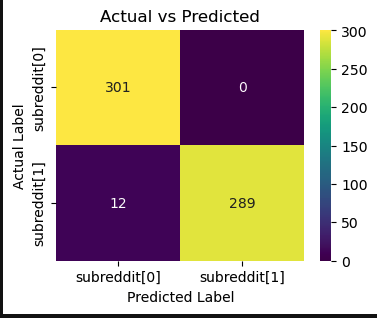 Actual vs Predicted
Actual Label
subreddit[0]
subreddit[1]
301
0
12
289
subreddit[0]
subreddit[1]
Predicted Label
300
250
200
150
100
50
0